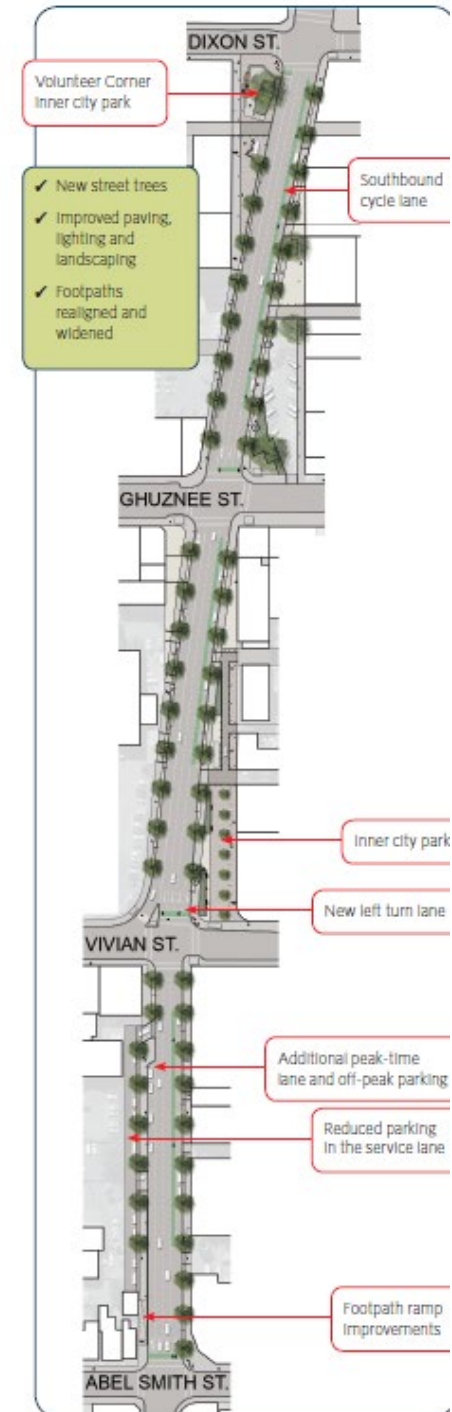 DIXON ST.
Volunteer Corner
Inner city park
Southbound
cycle lane
✓ New street trees
✓ Improved paving,
lighting and
landscaping
✓ Footpaths
realigned and
widened
GHUZNEE ST.
Inner city park
New left turn lane
VIVIAN ST.
Additional peak-time
lane and off-peak parking
Reduced parking
in the service lane
Footpath ramp
improvements
ABEL SMITH ST.